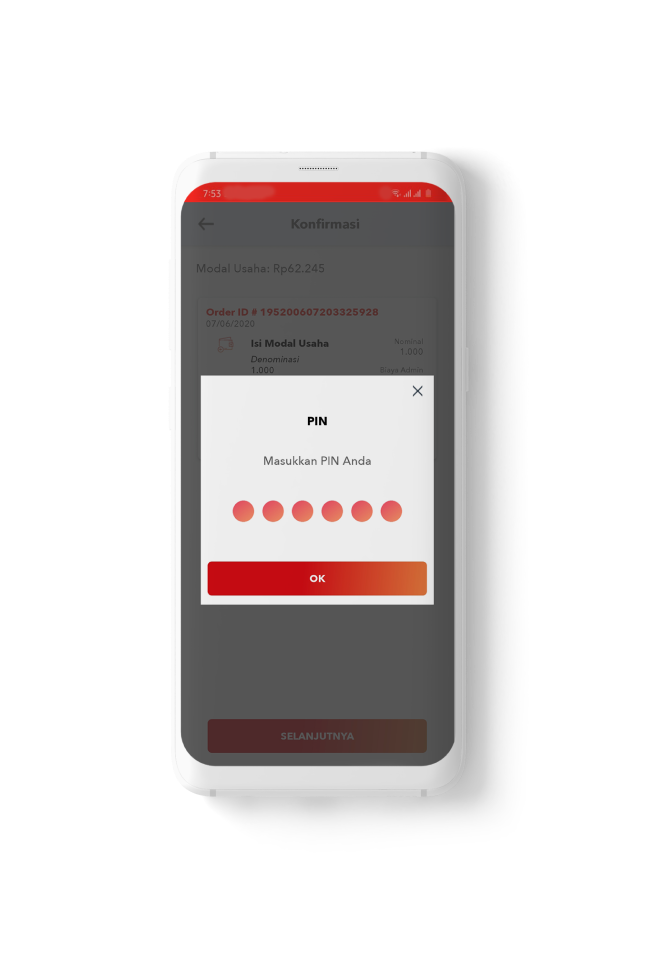 7:53
Konfirmasi
Modal Usaha: Rp62.245
Order ID # 195200607203325928
07/06/2020
Isi Modal Usaha
Nominal
1.000
Denominasi
1.000
Biaya Admin
PIN
Masukkan PIN Anda
OK
SELANJUTNYA